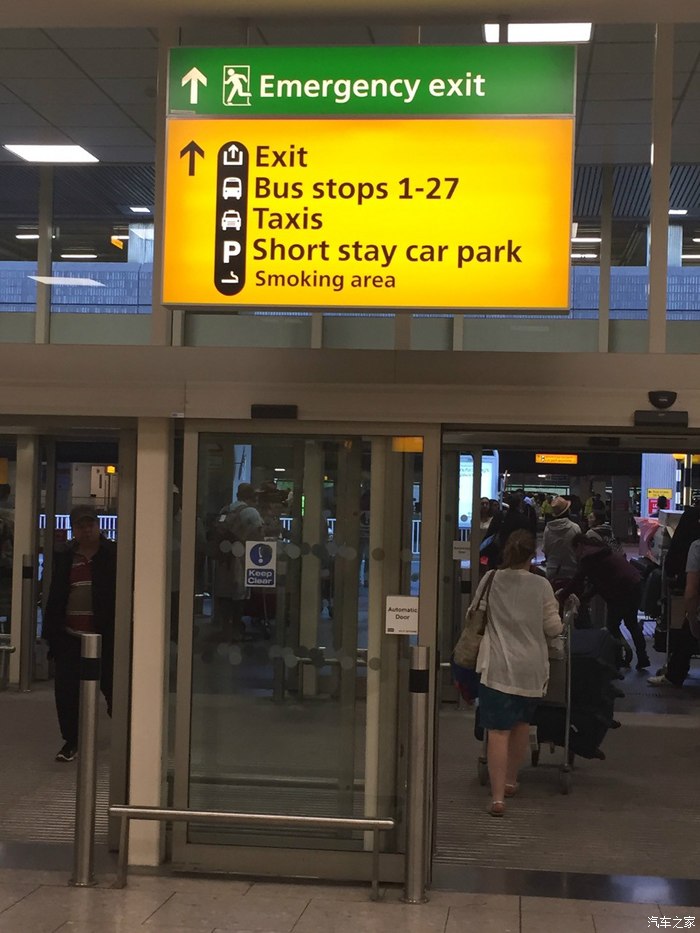 Emergency exit
Exit
Bus stops 1-27
Taxis
P Short stay car park
Smoking area
Keep
Clear
Automatic
Door
汽车之家